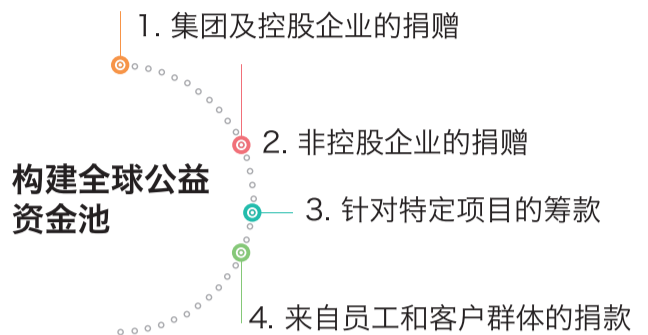 1. 集团及控股企业的捐赠
2. 非控股企业的捐赠
构建全球公益
资金池
3. 针对特定项目的筹款
4. 来自员工和客户群体的捐款